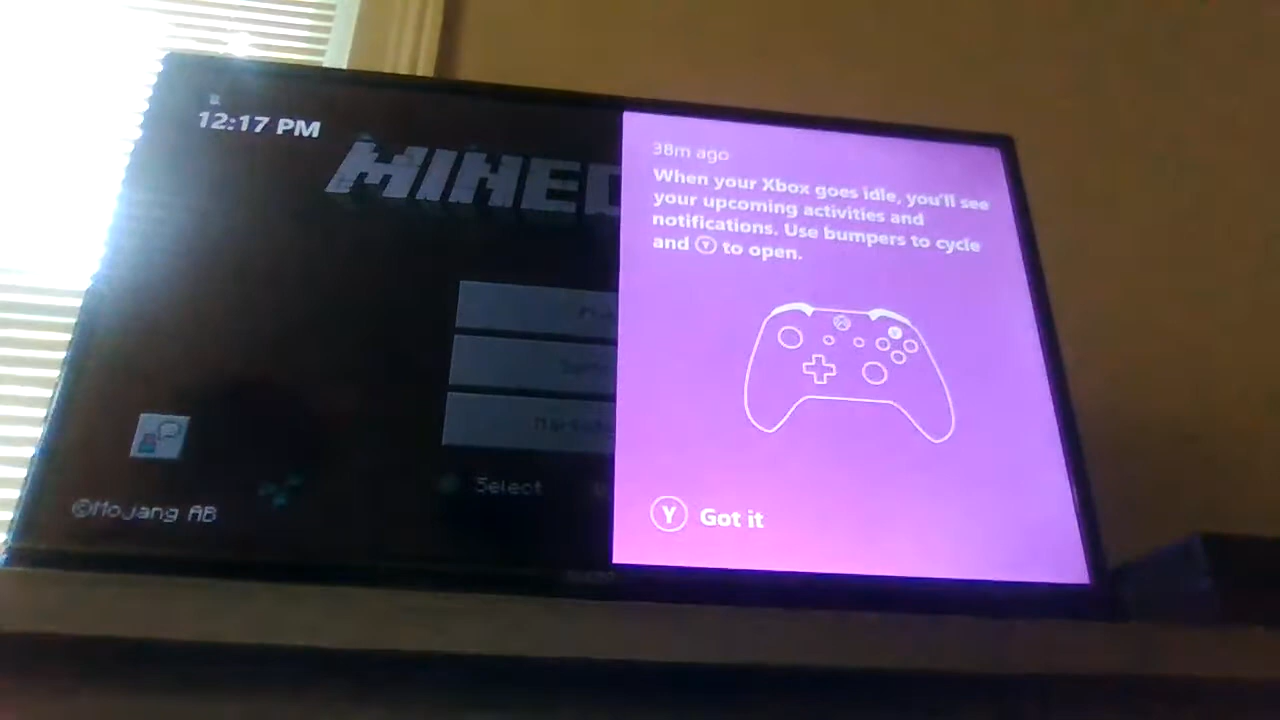 12:17 PM
MINEC
38m ago
When your Xbox goes idle, you'll see
your upcoming activities and
notifications. Use bumpers to cycle
and Y to open.
Y
Select
©Mojang AB
Y Got it